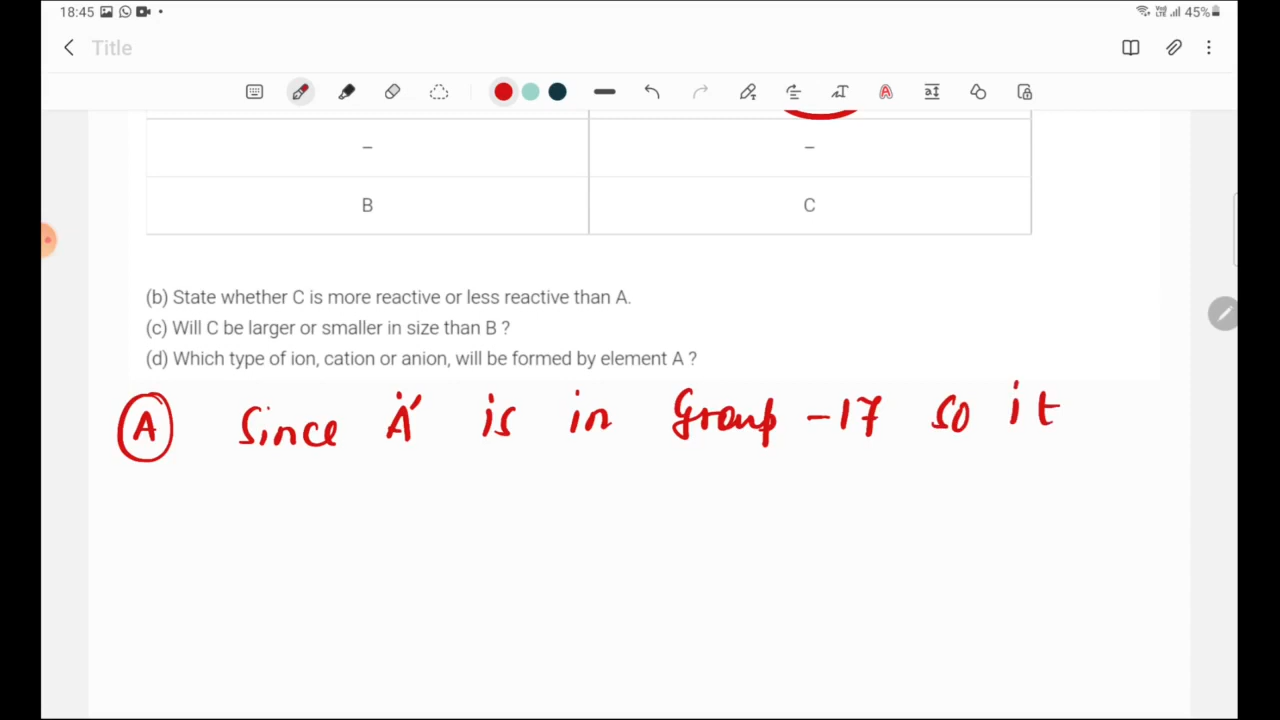 18:45 45%
Title
– –
B C
(b) State whether C is more reactive or less reactive than A.
(c) Will C be larger or smaller in size than B ?
(d) Which type of ion, cation or anion, will be formed by element A ?
A Since 'A' is in Group -17 so it